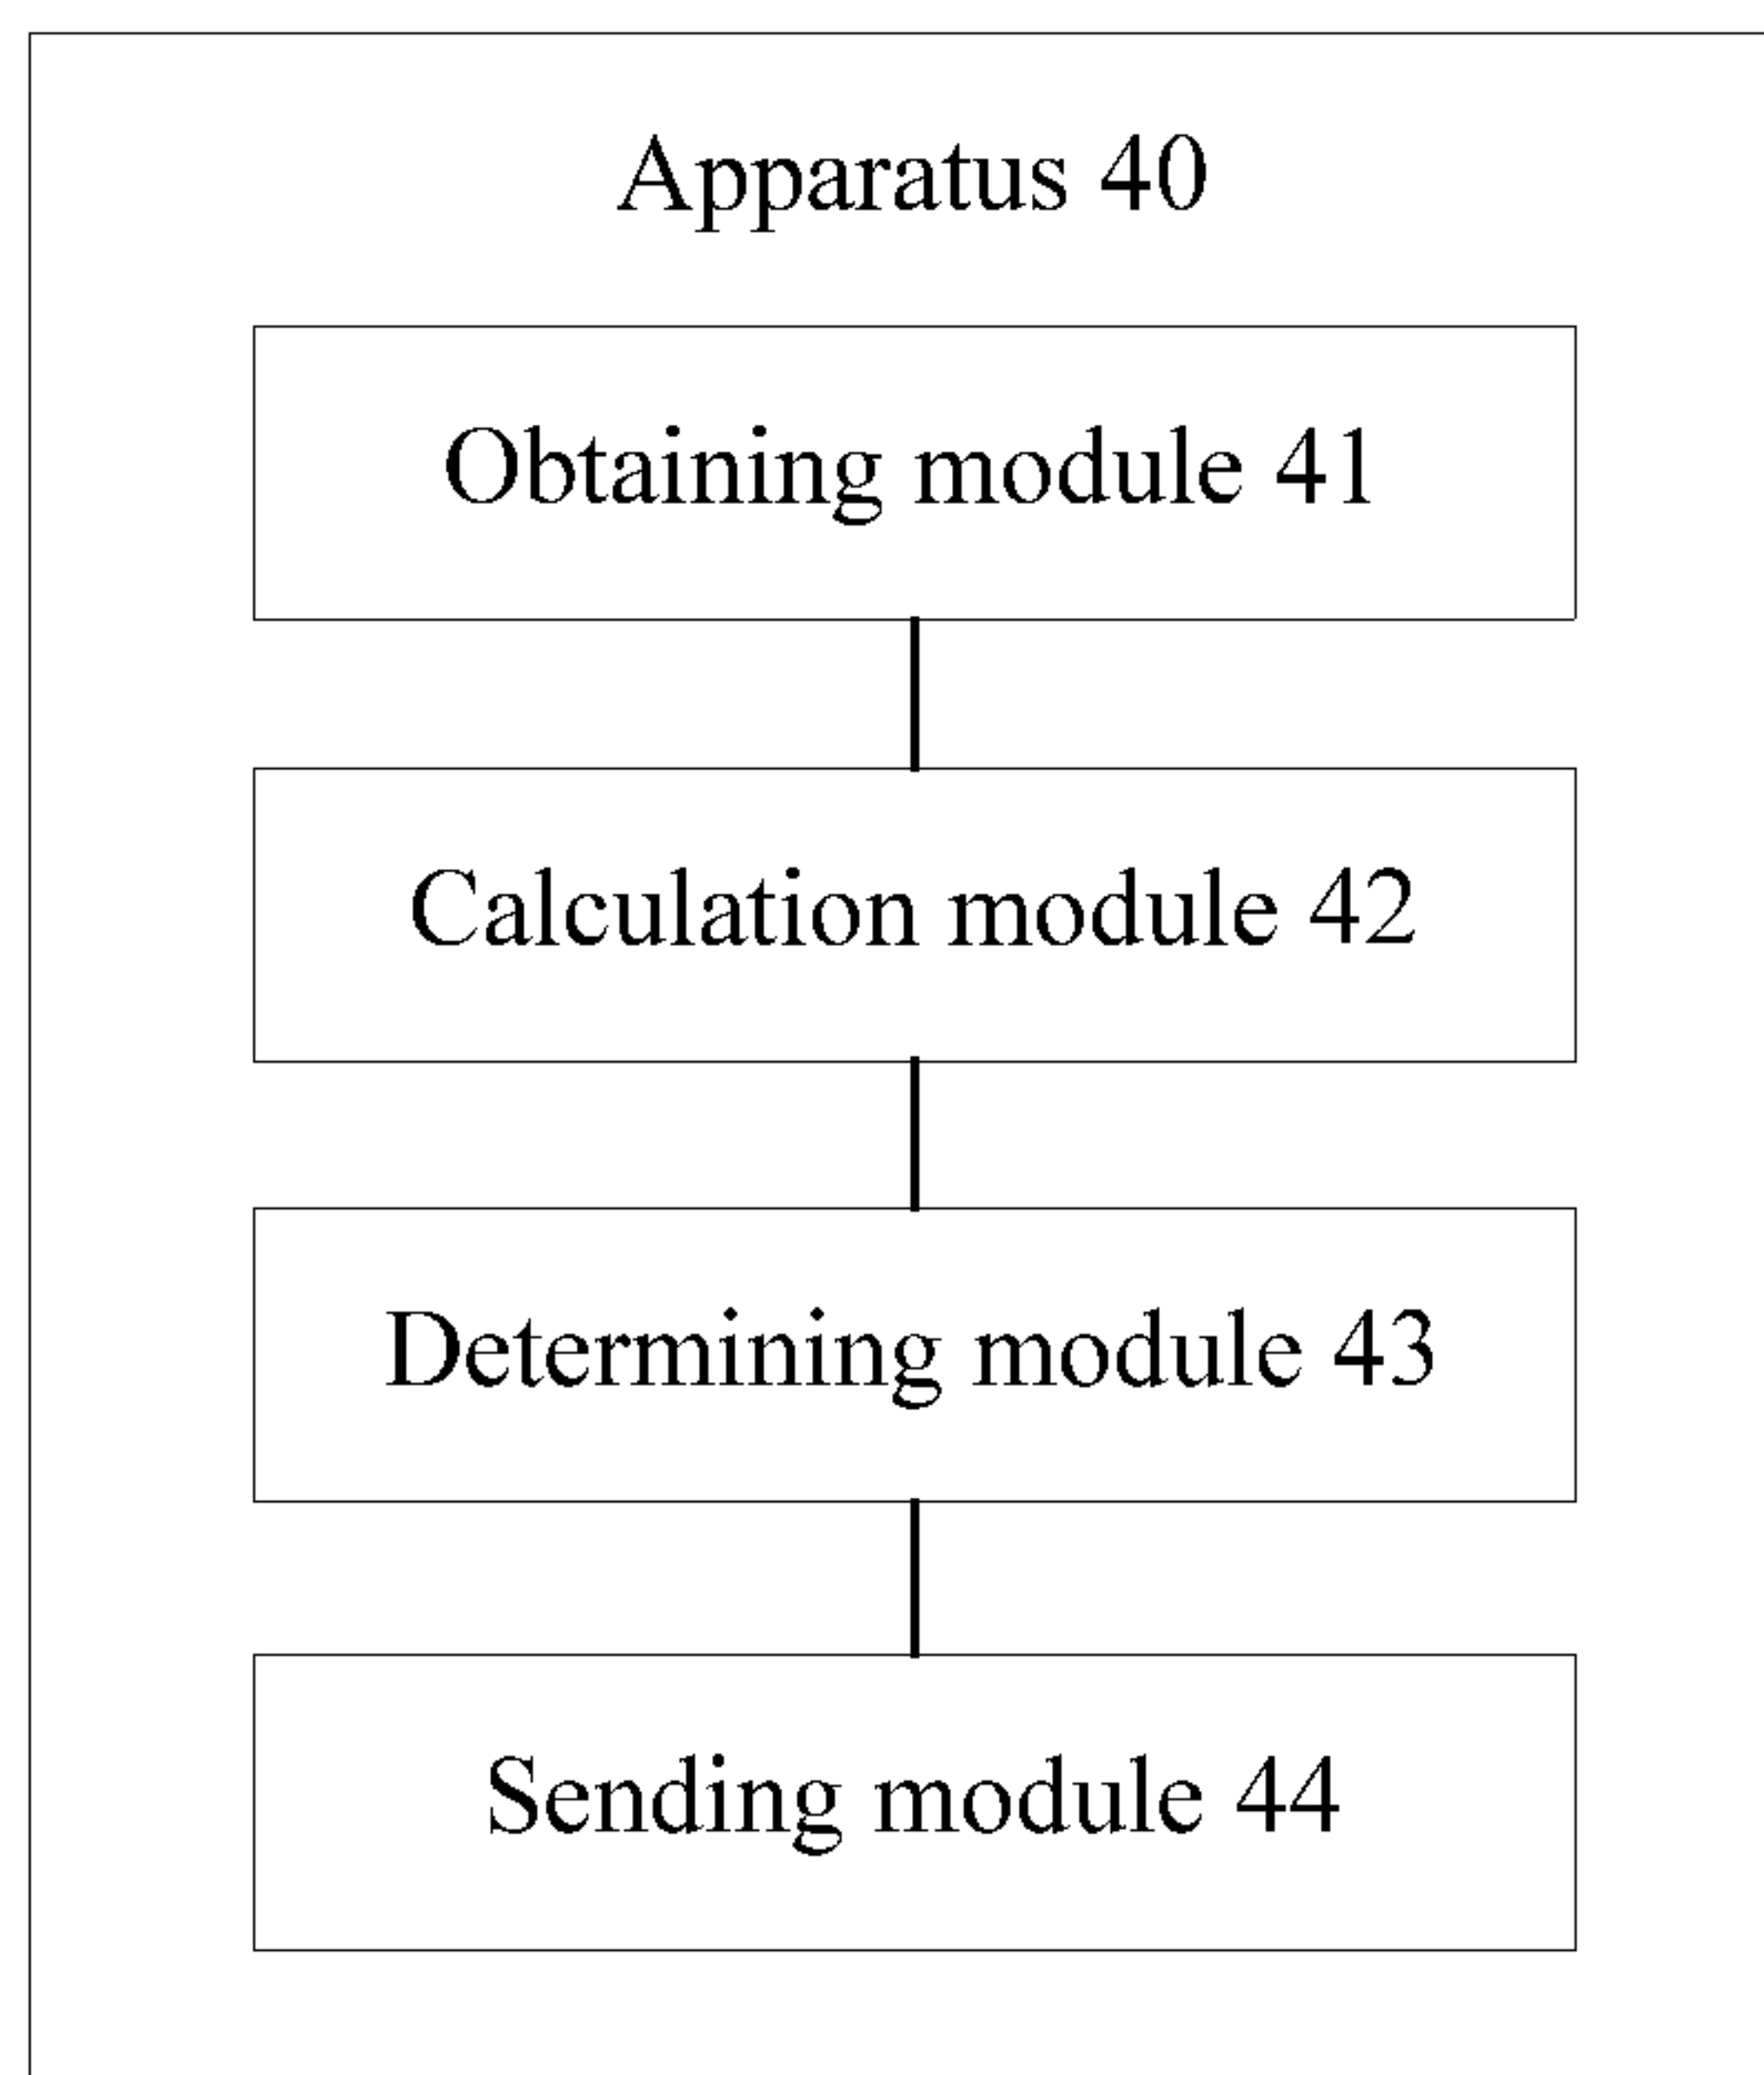 Apparatus 40
Obtaining module 41
Calculation module 42
Determining module 43
Sending module 44